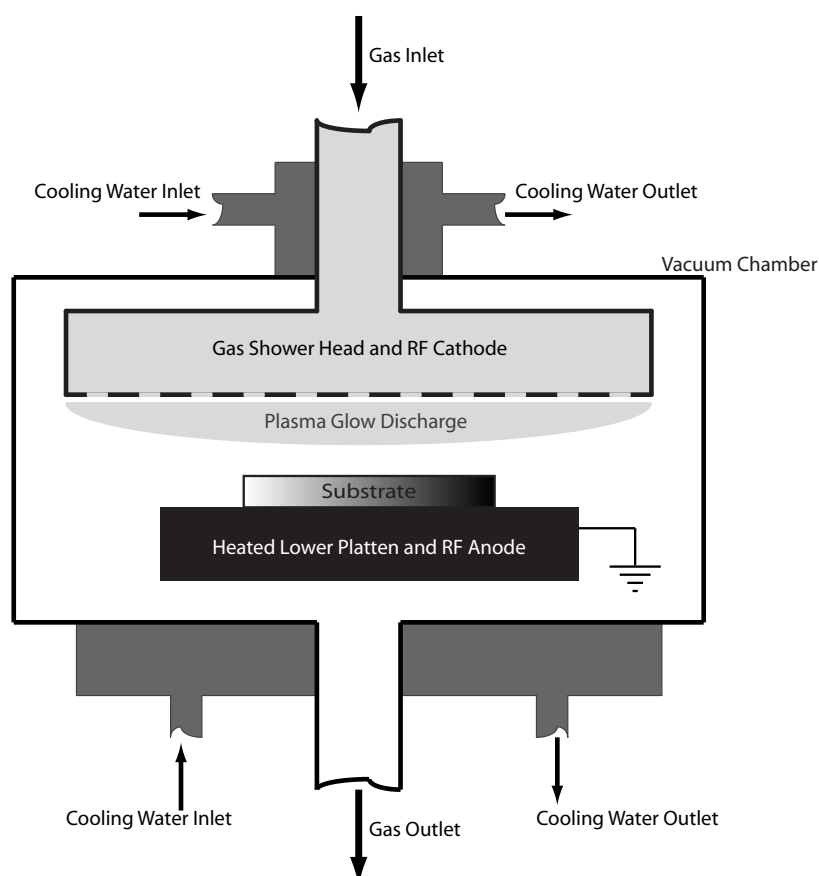 Gas Inlet
Cooling Water Inlet
Cooling Water Outlet
Vacuum Chamber
Gas Shower Head and RF Cathode
Plasma Glow Discharge
Substrate
Heated Lower Platten and RF Anode
Cooling Water Inlet
Gas Outlet
Cooling Water Outlet